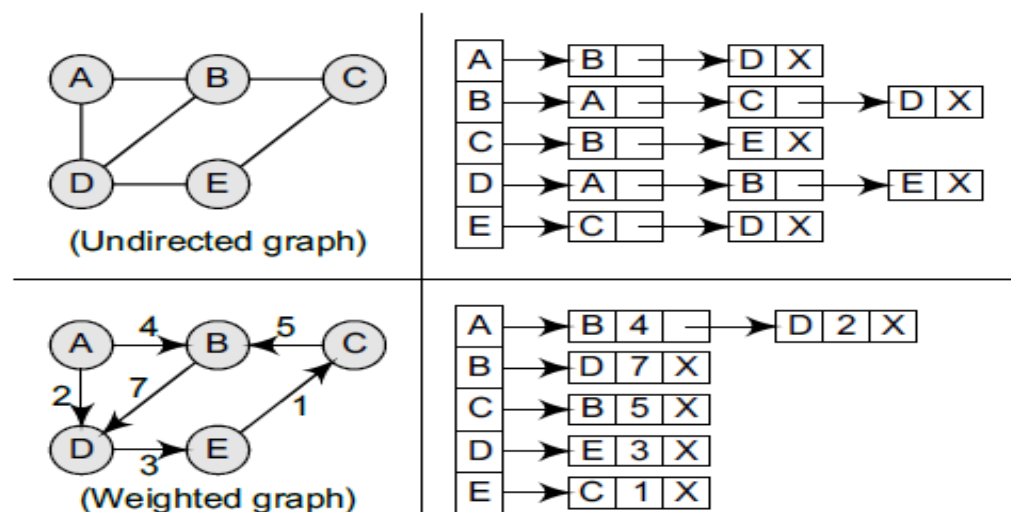 A B C
D E
(Undirected graph)
A B D X
B A C D X
C B E X
D A B E X
E C D X
A 4 B 5 C
2 7 1
D 3 E
(Weighted graph)
A B 4 D 2 X
B D 7 X
C B 5 X
D E 3 X
E C 1 X